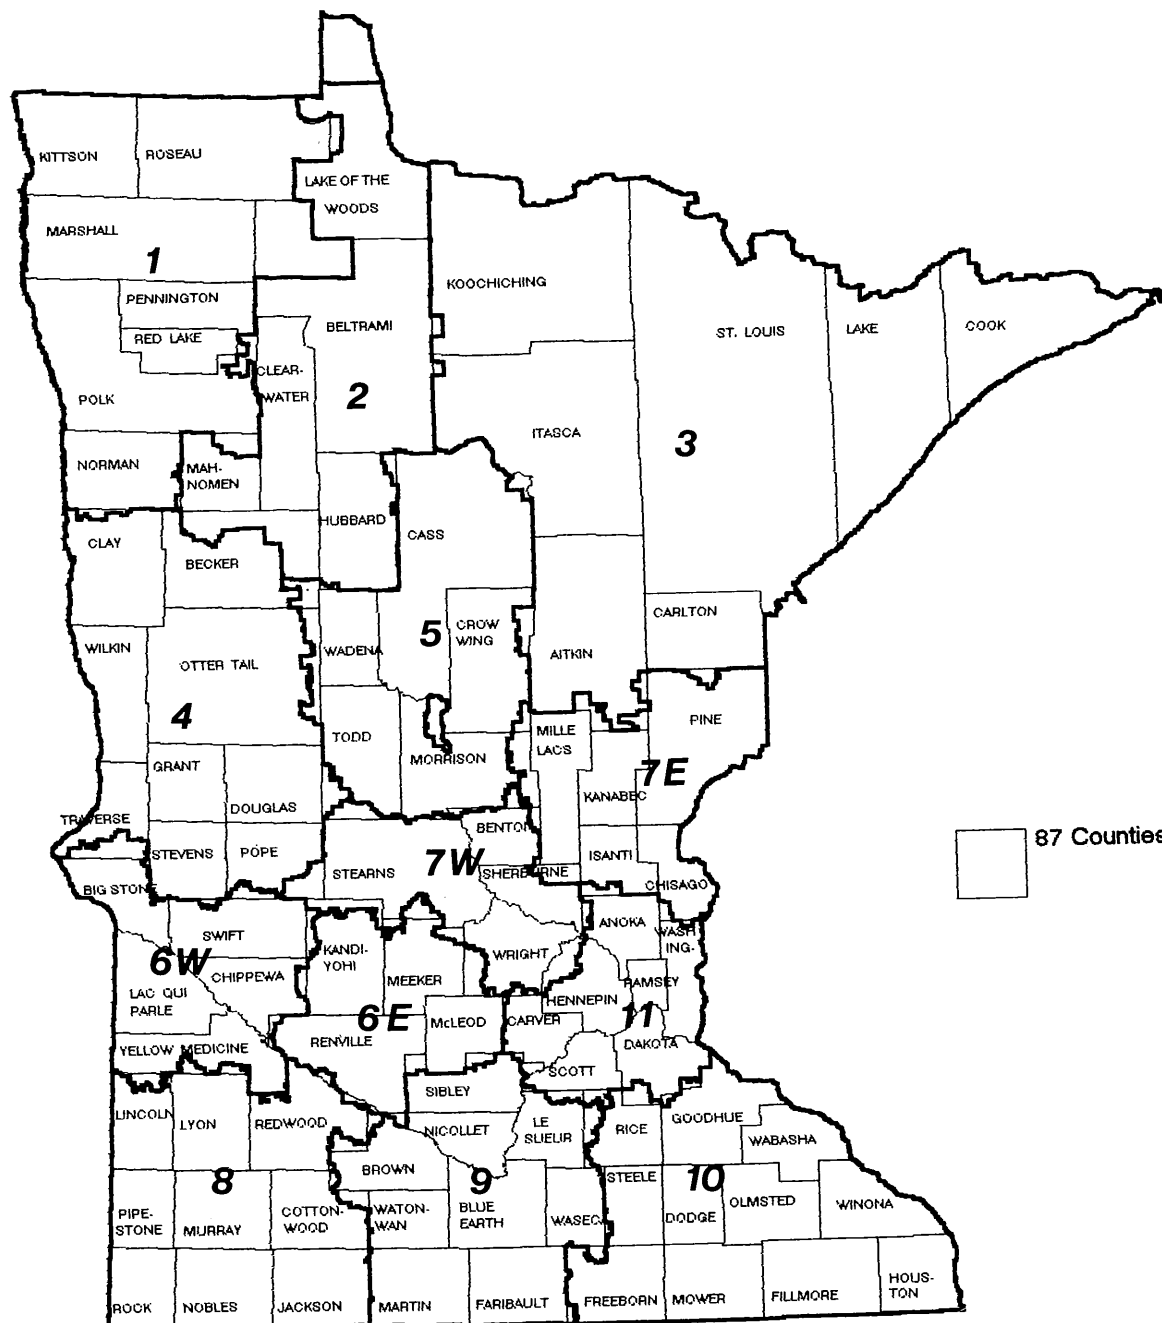 KITTSON
ROSEAU
LAKE OF THE
WOODS
MARSHALL
1
PENNINGTON
RED LAKE
KOOCHICHING
BELTRAMI
ST. LOUIS
LAKE
COOK
CLEAR-
WATER
2
POLK
ITASCA
3
NORMAN
MAH-
NOMEN
HUBBARD
CASS
CLAY
BECKER
CARLTON
CROW
WING
5
WILKIN
OTTER TAIL
WADENA
AITKIN
4
PINE
MILLE
LACS
TODD
MORRISON
GRANT
7E
KANABEC
DOUGLAS
TRAVERSE
BENTON
87 Counties
STEVENS
POPE
ISANTI
7W
STEARNS
SHERBURNE
CHISAGO
BIG STONE
ANOKA
WASH
ING-
SWIFT
KANDI-
YOHI
WRIGHT
6W
CHIPPEWA
MEEKER
RAMSEY
LAC QUI
PARLE
HENNEPIN
6E
McLEOD
CARVER
11
RENVILLE
DAKOTA
YELLOW MEDICINE
SCOTT
SIBLEY
LINCOLN
LYON
REDWOOD
NICOLLET
LE
SUEUR
RICE
GOODHUE
WABASHA
BROWN
8
9
STEELE
10
PIPE-
STONE
MURRAY
COTTON-
WOOD
WATON-
WAN
BLUE
EARTH
WASECA
DODGE
OLMSTED
WINONA
ROCK
NOBLES
JACKSON
MARTIN
FARIBAULT
FREEBORN
MOWER
FILLMORE
HOUS-
TON